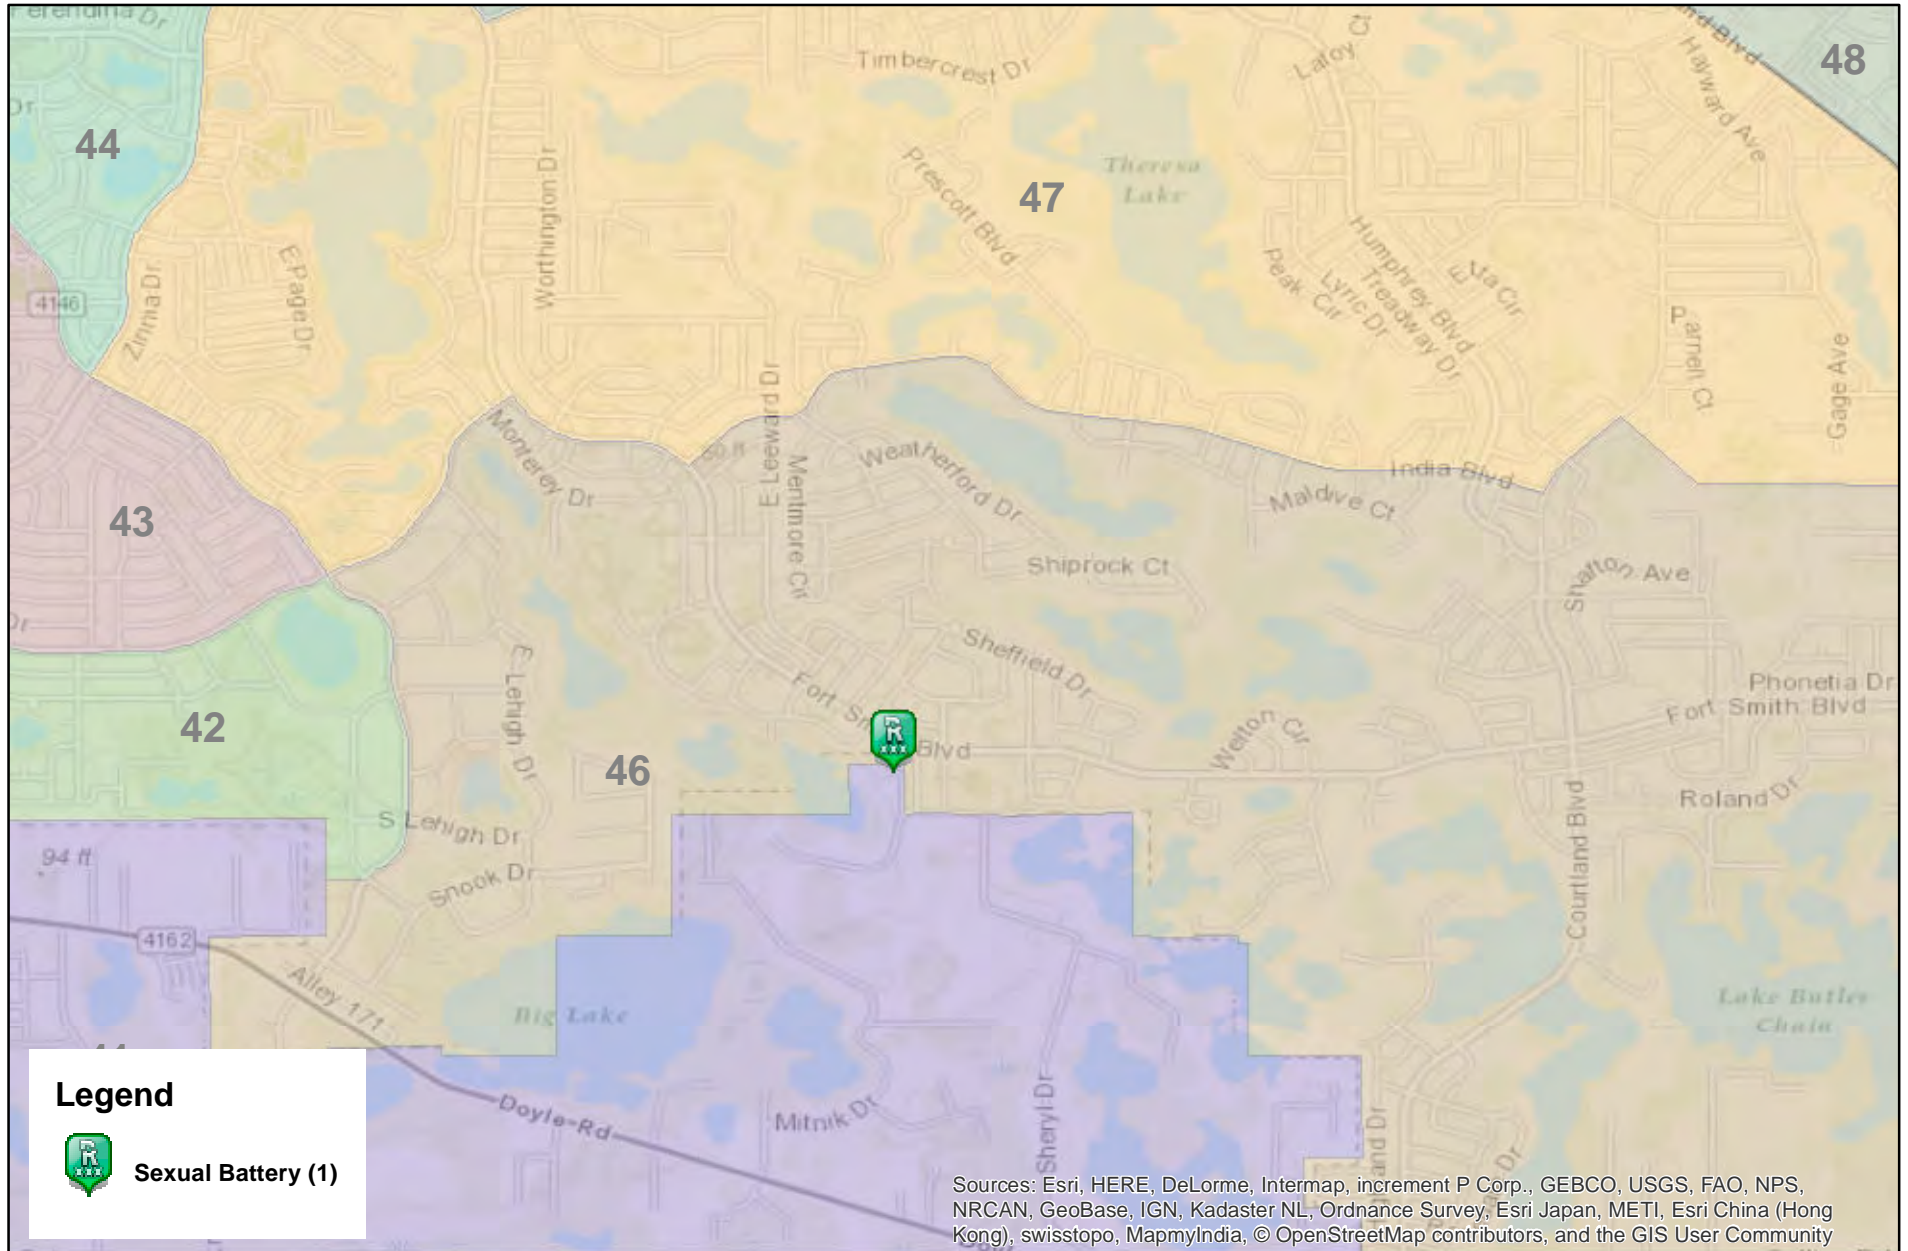 Timbercrest Dr
Lafoy Ct
Hayward Ave
48
44
Theresa
Lake
47
Prescott Blvd
Worthington Dr
E Page Dr
Zinnia Dr
4146
Humphrey Blvd
Treadway Dr
Lyric Dr
Peak Cir
Parnell Ct
Gage Ave
E Leeward Dr
Mentmore Cir
Monterey Dr
Weatherford Dr
India Blvd
Maldive Ct
43
Shiprock Ct
Shafton Ave
E Lehigh Dr
Sheffield Dr
Phonetia Dr
Fort Smith Blvd
42
Fort
Blvd
Welton Cir
46
R
xxx
Roland Dr
S Lehigh Dr
Courtland Blvd
94 ft
Snook Dr
4162
Alley 171
Big Lake
Lake Butler
Chain
Doyle Rd
Mitnik Dr
Sheryl Dr
Legend
R
xxx
Sexual Battery (1)
Sources: Esri, HERE, DeLorme, Intermap, increment P Corp., GEBCO, USGS, FAO, NPS,
NRCAN, GeoBase, IGN, Kadaster NL, Ordnance Survey, Esri Japan, METI, Esri China (Hong
Kong), swisstopo, MapmyIndia, © OpenStreetMap contributors, and the GIS User Community